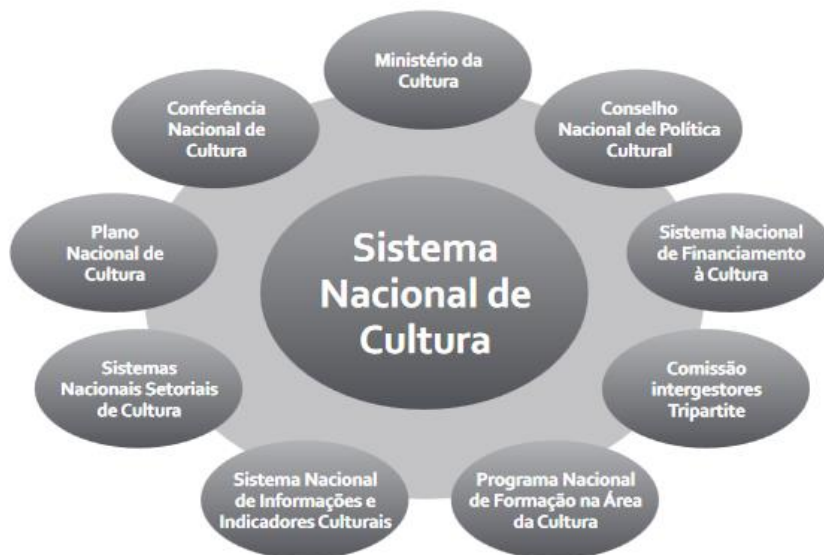 Ministério da
Cultura
Conselho
Nacional de Política
Cultural
Sistema Nacional
de Financiamento
à Cultura
Comissão
intergestores
Tripartite
Programa Nacional
de Formação na Área
da Cultura
Sistema Nacional
de Informações e
Indicadores Culturais
Sistemas
Nacionais Setoriais
de Cultura
Plano
Nacional de
Cultura
Conferência
Nacional de
Cultura
Sistema
Nacional de
Cultura